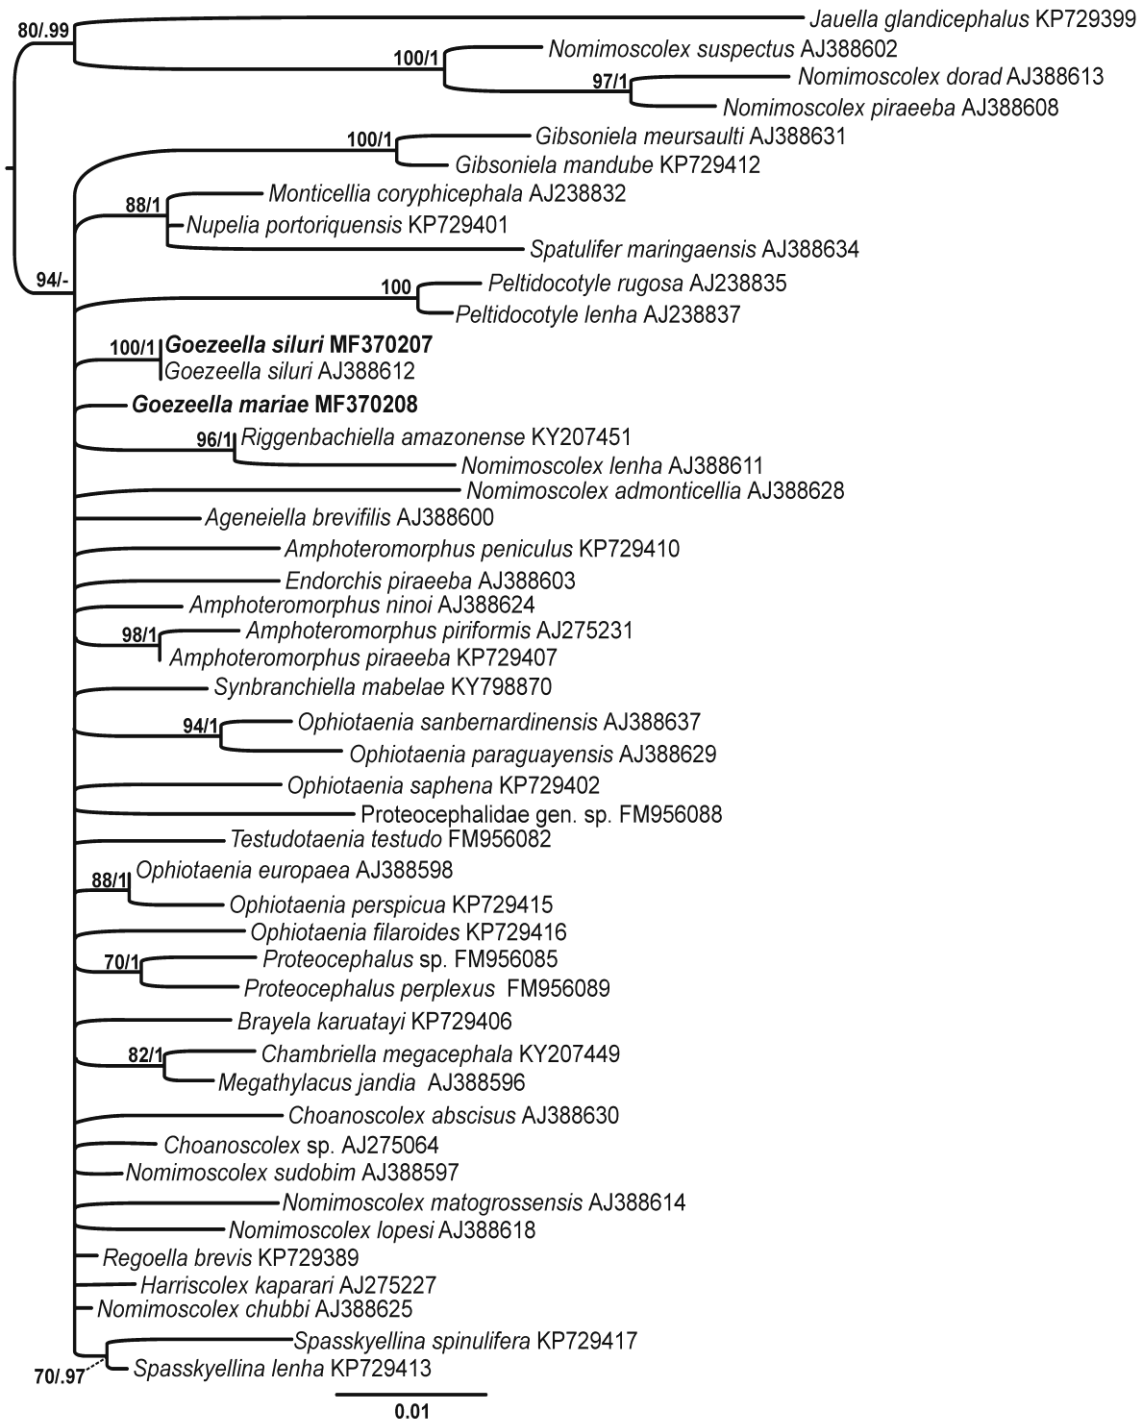 Jauella glandicephalus KP729399
80/.99
Nomimoscolex suspectus AJ388602
100/1
Nomimoscolex dorad AJ388613
97/1
Nomimoscolex piraeeba AJ388608
Gibsoniela meursaulti AJ388631
100/1
Gibsoniela mandube KP729412
Monticellia coryphicephala AJ238832
88/1
Nupelia portoriquensis KP729401
Spatulifer maringaensis AJ388634
94/-
Peltidocotyle rugosa AJ238835
100
Peltidocotyle lenha AJ238837
100/1
Goezeella siluri MF370207
Goezeella siluri AJ388612
Goezeella mariae MF370208
96/1
Riggenbachiella amazonense KY207451
Nomimoscolex lenha AJ388611
Nomimoscolex admonticellia AJ388628
Ageneiella brevifilis AJ388600
Amphoteromorphus peniculus KP729410
Endorchis piraeeba AJ388603
Amphoteromorphus ninoi AJ388624
98/1
Amphoteromorphus piriformis AJ275231
Amphoteromorphus piraeeba KP729407
Synbranchiella mabelae KY798870
94/1
Ophiotaenia sanbernardinensis AJ388637
Ophiotaenia paraguayensis AJ388629
Ophiotaenia saphena KP729402
Proteocephalidae gen. sp. FM956088
Testudotaenia testudo FM956082
88/1
Ophiotaenia europaea AJ388598
Ophiotaenia perspicua KP729415
Ophiotaenia filaroides KP729416
70/1
Proteocephalus sp. FM956085
Proteocephalus perplexus FM956089
Brayela karuatayi KP729406
82/1
Chambriella megacephala KY207449
Megathylacus jandia AJ388596
Choanoscolex abscisus AJ388630
Choanoscolex sp. AJ275064
Nomimoscolex sudobim AJ388597
Nomimoscolex matogrossensis AJ388614
Nomimoscolex lopesi AJ388618
Regoella brevis KP729389
Harriscolex kaparari AJ275227
Nomimoscolex chubbi AJ388625
Spasskyellina spinulifera KP729417
70/.97
Spasskyellina lenha KP729413
0.01